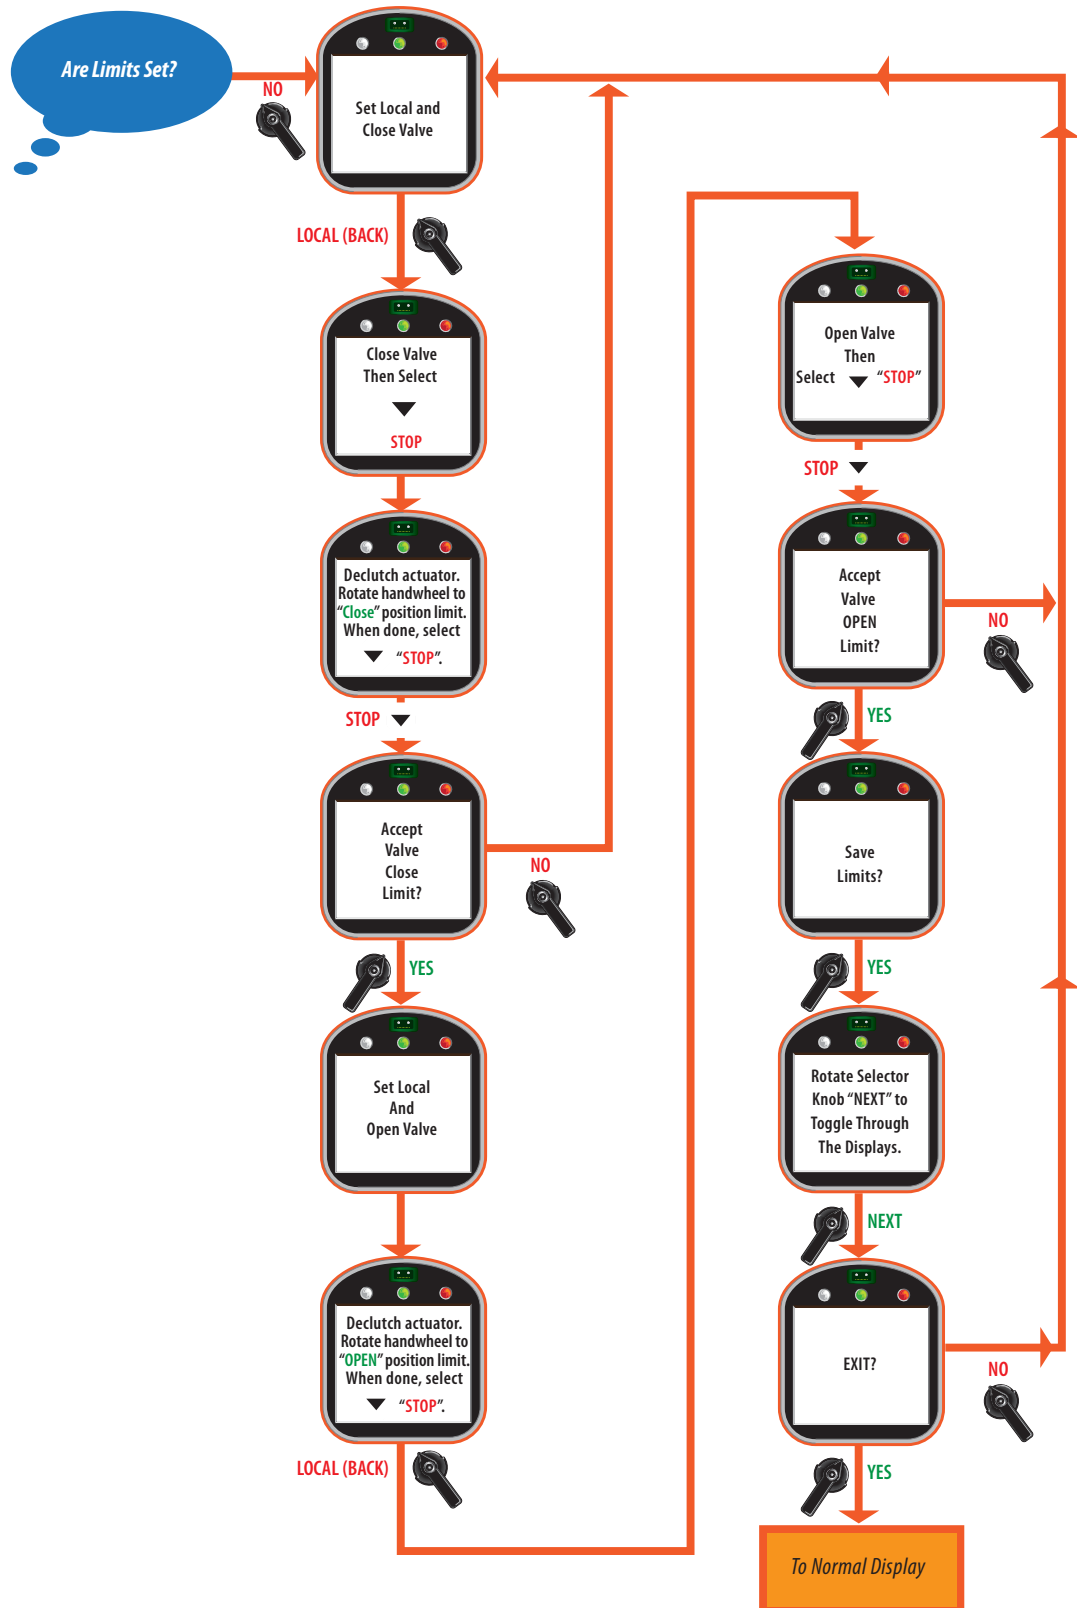 Are Limits Set?
NO
Set Local and
Close Valve
LOCAL (BACK)
Close Valve
Then Select
STOP
Declutch actuator.
Rotate handwheel to
“Close” position limit.
When done, select
“STOP”.
STOP
Accept
Valve
Close
Limit?
NO
YES
Set Local
And
Open Valve
Declutch actuator.
Rotate handwheel to
“OPEN” position limit.
When done, select
“STOP”.
LOCAL (BACK)
Open Valve
Then
Select “STOP”
STOP
Accept
Valve
OPEN
Limit?
NO
YES
Save
Limits?
YES
Rotate Selector
Knob “NEXT” to
Toggle Through
The Displays.
NEXT
EXIT?
NO
YES
To Normal Display